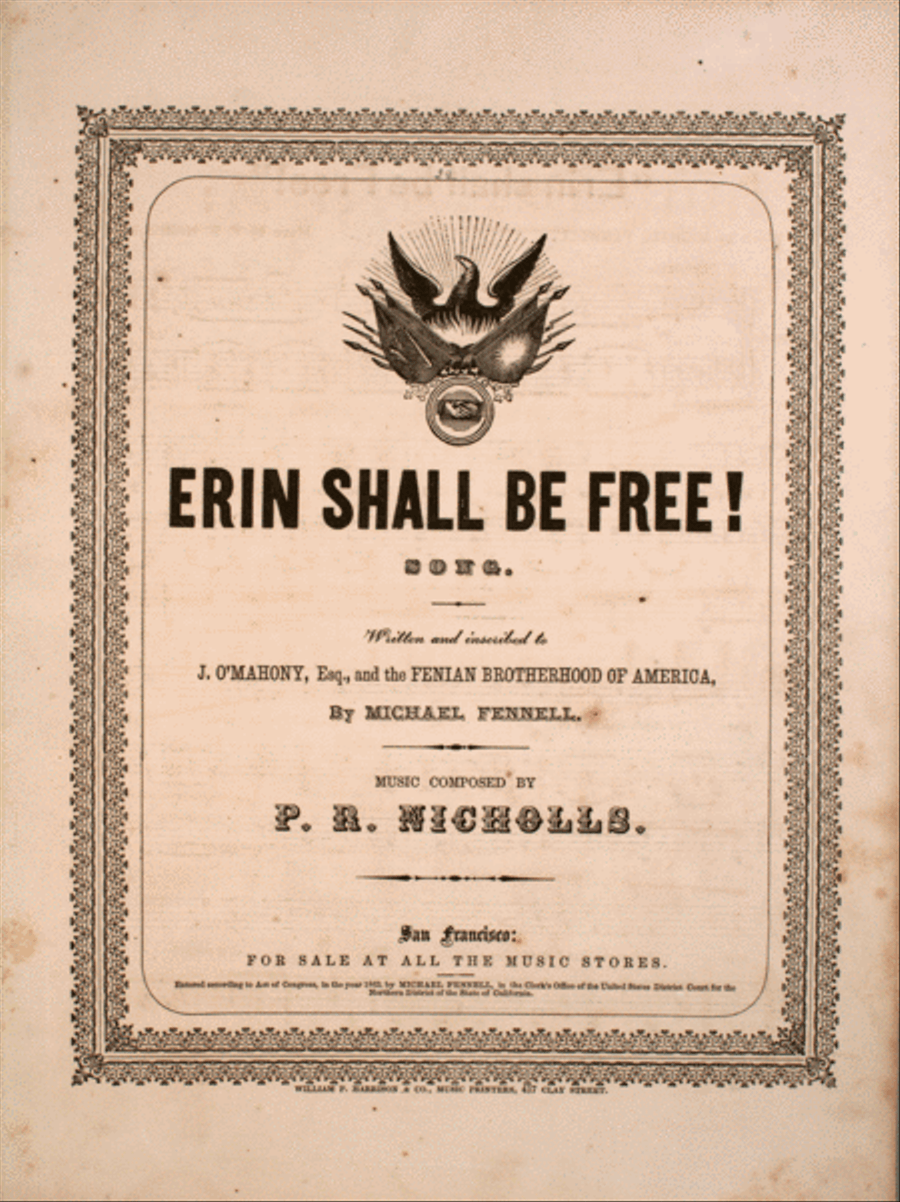 ERIN SHALL BE FREE!
SONG.
Written and inscribed to
J. O'MAHONY, Esq., and the FENIAN BROTHERHOOD OF AMERICA,
By MICHAEL FENNELL.
MUSIC COMPOSED BY
P. R. NICHOLLS.
San Francisco:
FOR SALE AT ALL THE MUSIC STORES.
Entered according to Act of Congress, in the year by MICHAEL FENNELL, in the Clerk's Office of the United States District Court for the
Northern District of the State of California.
WILLIAM P. HARRISON & CO., MUSIC PRINTERS, 417 CLAY STREET.